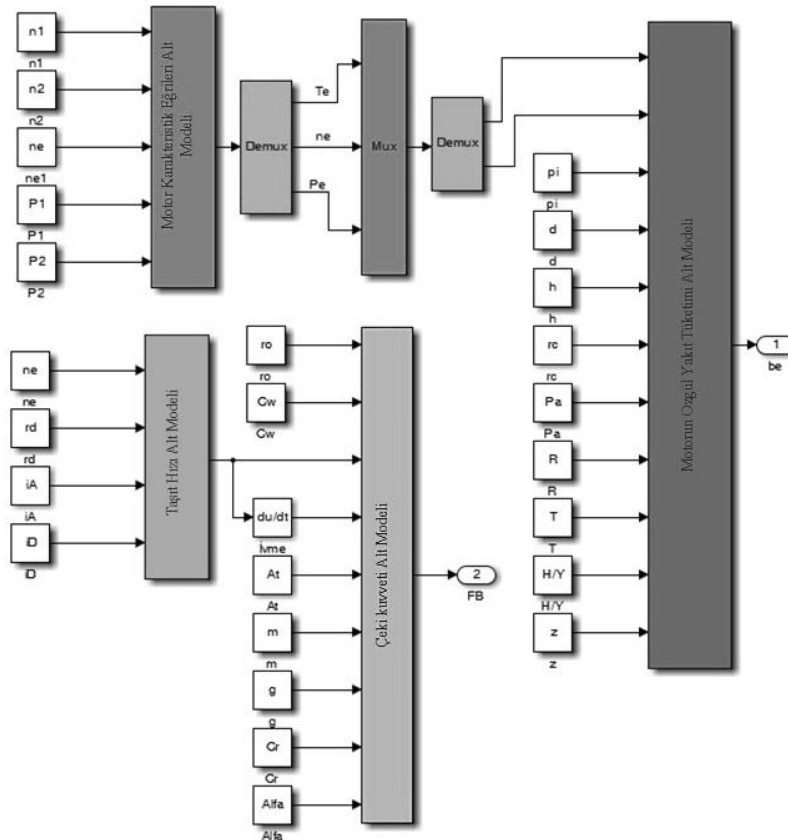 n1
n1
n2
n2
ne
ne1
P1
P1
P2
P2
Motor Karakteristik Eğrileri Alt
Modeli
Demux
Te
ne
Pe
Mux
Demux
pi
pi
d
d
h
h
rc
rc
Pa
Pa
R
R
T
T
H/Y
H/Y
z
z
Motorun Özgül Yakıt Tüketimi Alt Modeli
1
be
ne
ne
rd
rd
iA
iA
iD
iD
Taşıt Hızı Alt Modeli
ro
ro
Cw
Cw
du/dt
İvme
At
At
m
m
g
g
Cr
Cr
Alfa
Alfa
Çeki kuvveti Alt Modeli
2
FB